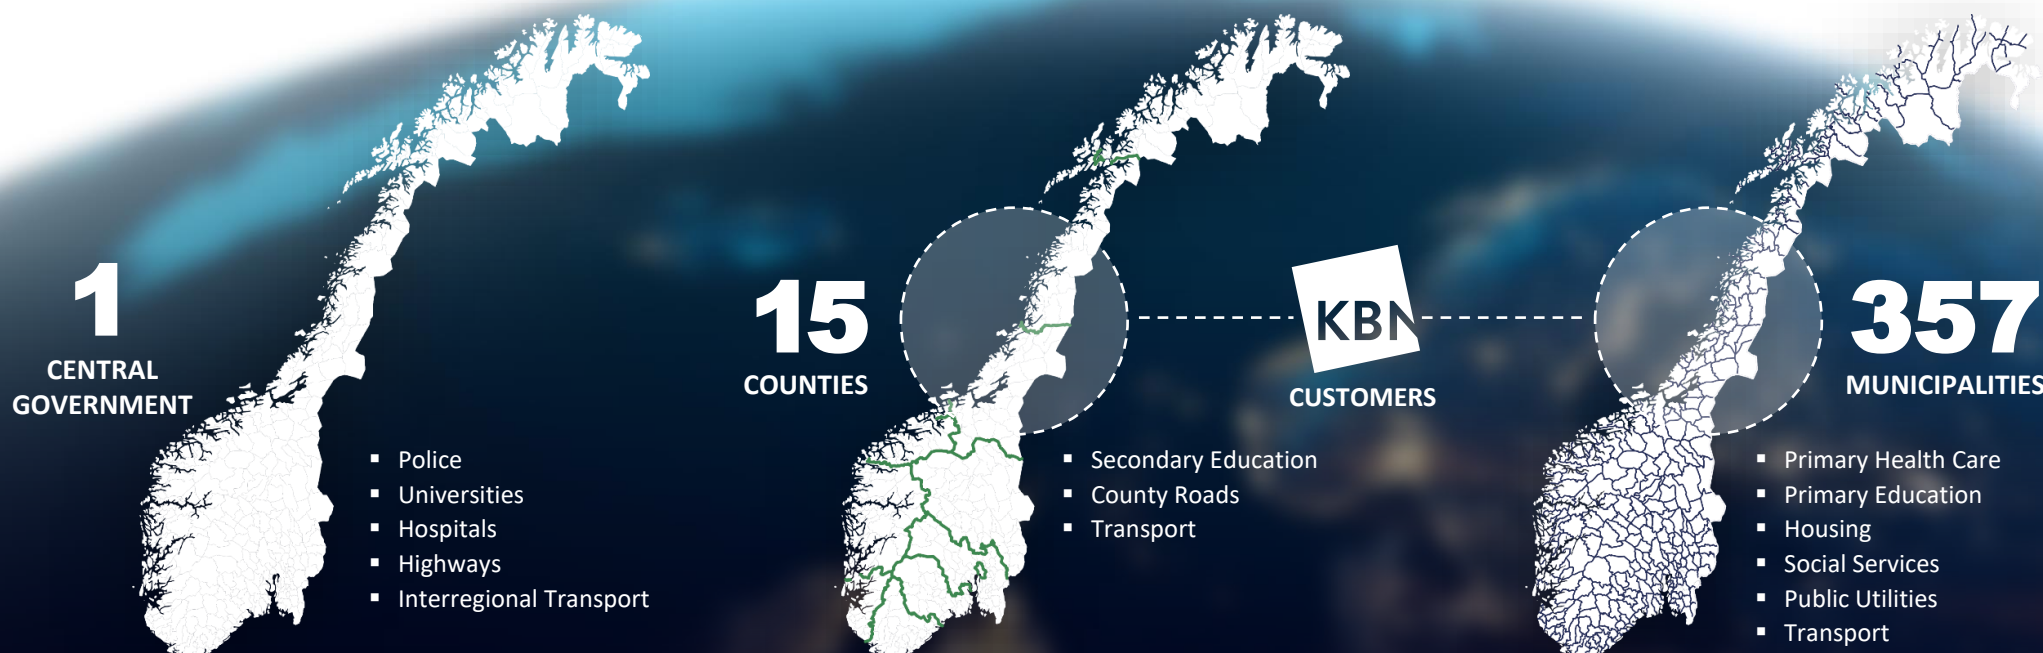 1
CENTRAL
GOVERNMENT
Police
Universities
Hospitals
Highways
Interregional Transport
15
COUNTIES
Secondary Education
County Roads
Transport
KBN
CUSTOMERS
357
MUNICIPALITIES
Primary Health Care
Primary Education
Housing
Social Services
Public Utilities
Transport